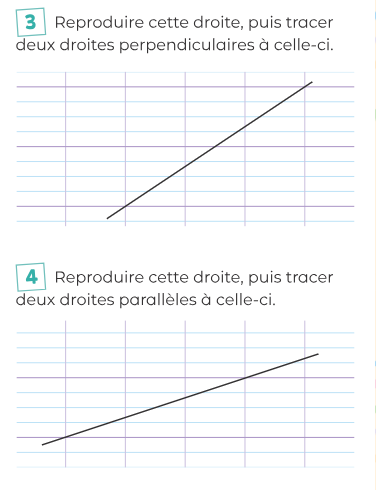 3 Reproduire cette droite, puis tracer
deux droites perpendiculaires à celle-ci.
4 Reproduire cette droite, puis tracer
deux droites parallèles à celle-ci.